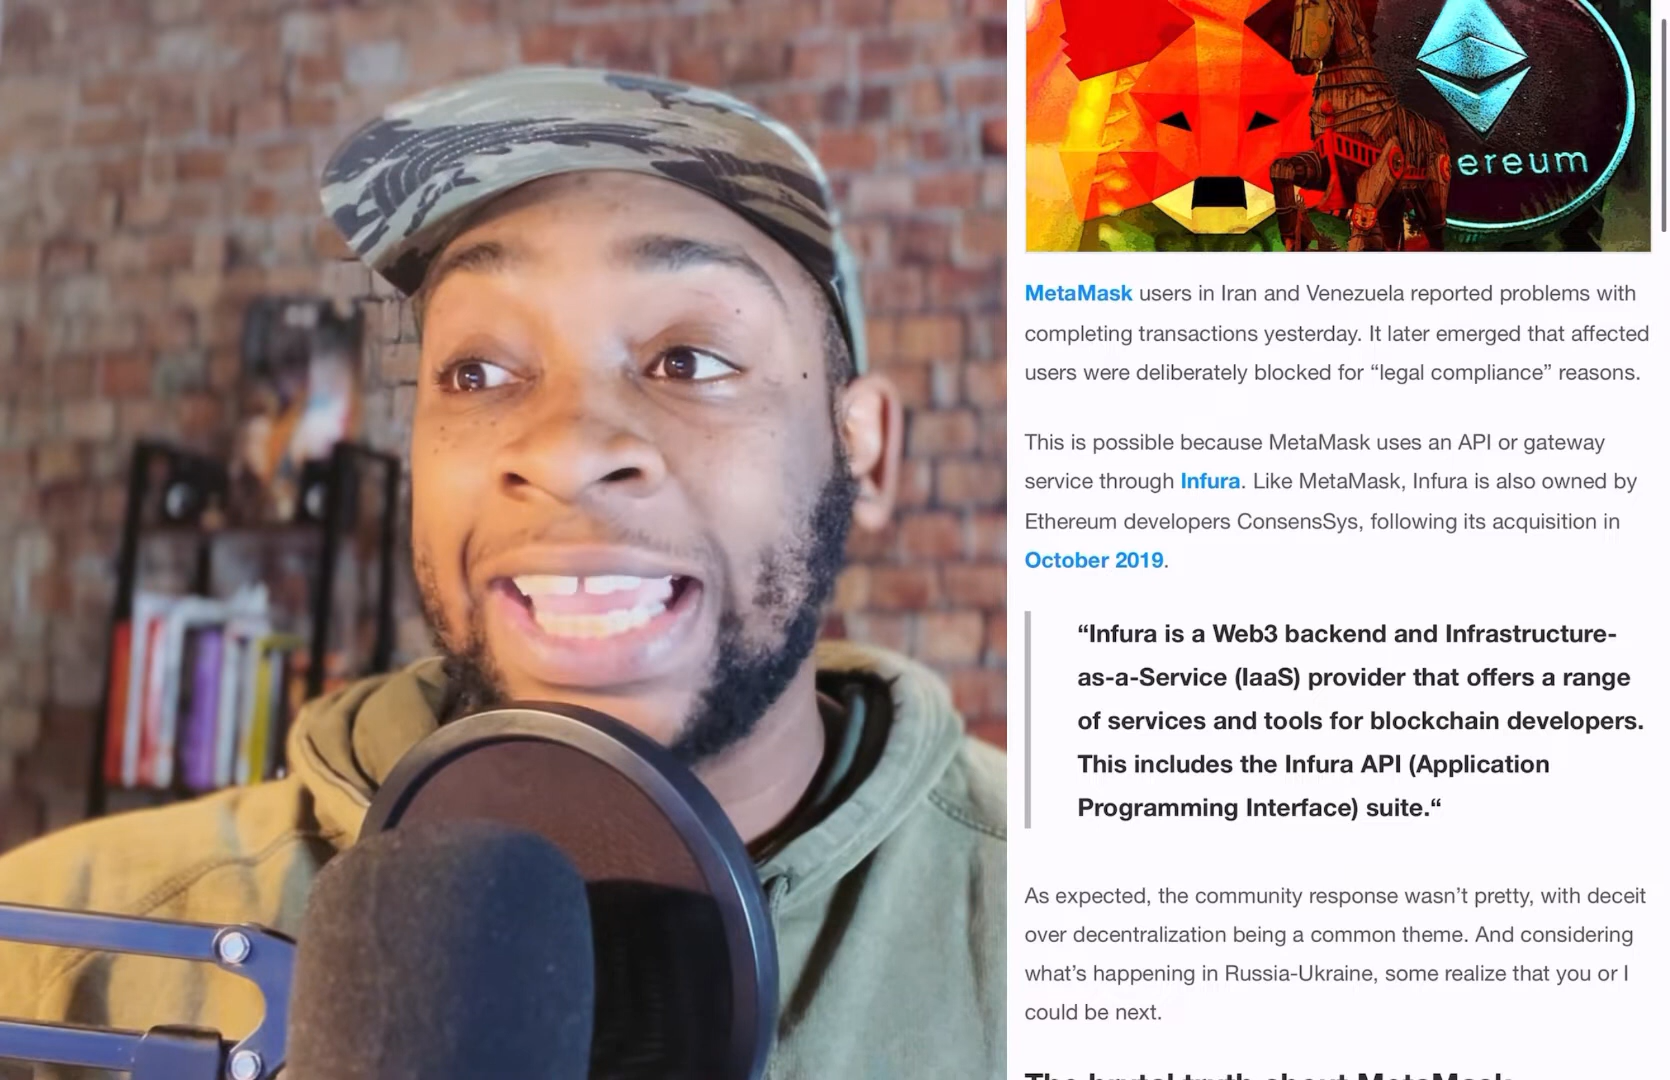 ereum
MetaMask users in Iran and Venezuela reported problems with
completing transactions yesterday. It later emerged that affected
users were deliberately blocked for “legal compliance” reasons.
This is possible because MetaMask uses an API or gateway
service through Infura. Like MetaMask, Infura is also owned by
Ethereum developers ConsensSys, following its acquisition in
October 2019.
“Infura is a Web3 backend and Infrastructure-
as-a-Service (IaaS) provider that offers a range
of services and tools for blockchain developers.
This includes the Infura API (Application
Programming Interface) suite.“
As expected, the community response wasn’t pretty, with deceit
over decentralization being a common theme. And considering
what’s happening in Russia-Ukraine, some realize that you or I
could be next.
The brutal truth about MetaMask